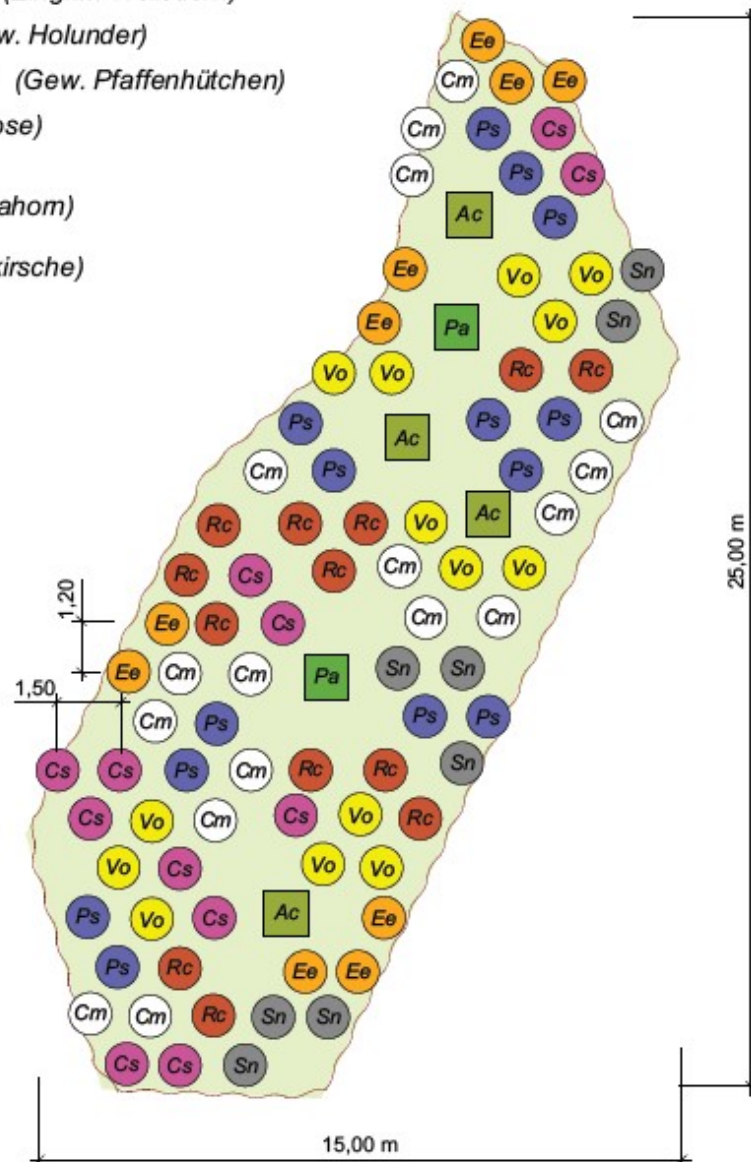 w. Holunder)
(Gew. Pfaffenhütchen)
ose)
ahorn)
kirsche)
Ee
Cm Ee Ee
Cm Ps Cs
Cm Ps Cs
Ac Ps
Ee Vo Vo Sn
Ee Pa Vo Sn
Vo Vo Rc Rc
Ps Ac Ps Ps Cm
Cm Ps Ps Cm
Rc Rc Rc Vo Ac Cm
Rc Cs Rc Cm Vo Vo
25,00 m
1,20
Ee Rc Cs Cm Cm
Ee Cm Cm Pa Sn Sn
1,50
Cm Ps Ps Ps
Cs Cs Ps Cm Rc Rc Sn
Cs Vo Cm Cs Vo Rc
Vo Cs Vo Vo
Ps Vo Cs Ac Ee
Ps Rc Ee Ee
Cm Cm Rc Sn Sn
Cs Cs Sn
15,00 m